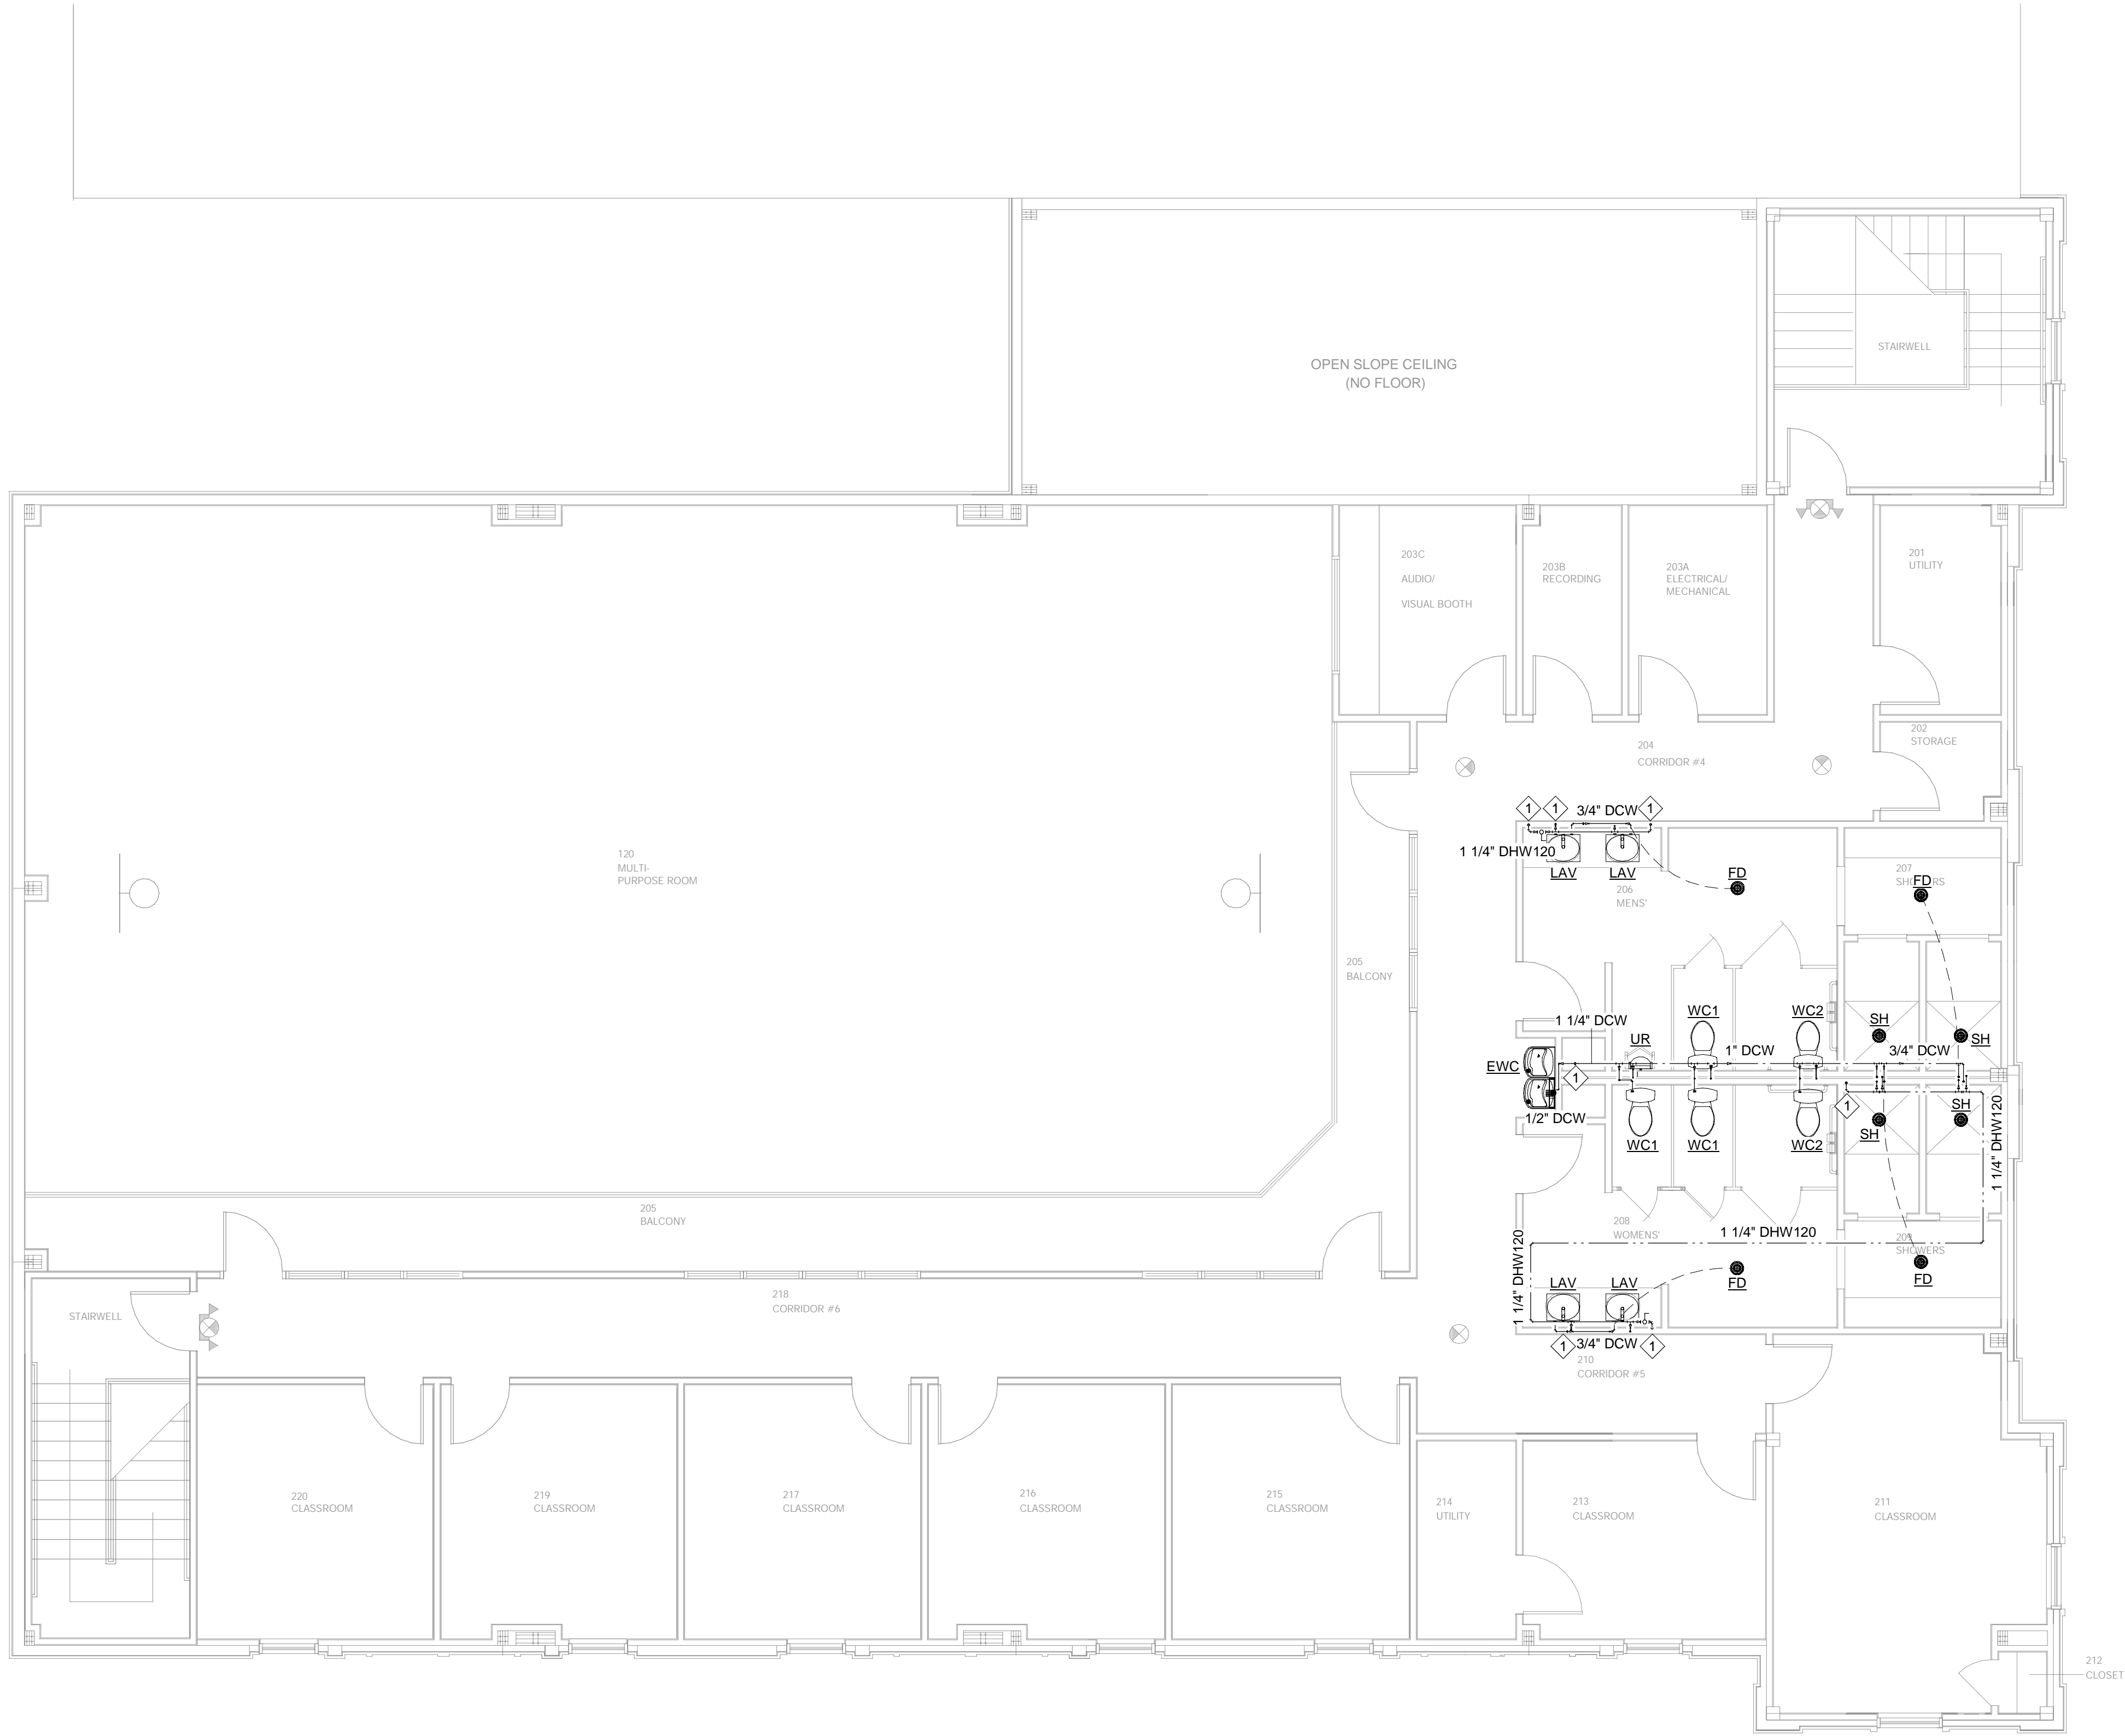 OPEN SLOPE CEILING
(NO FLOOR)
STAIRWELL
203C
AUDIO/
VISUAL BOOTH
203B
RECORDING
203A
ELECTRICAL/
MECHANICAL
201
UTILITY
202
STORAGE
204
CORRIDOR #4
1
1
3/4" DCW
1
1 1/4" DHW120
LAV
LAV
206
MENS'
FD
207
SHOWERS
FD
120
MULTI-
PURPOSE ROOM
205
BALCONY
1 1/4" DCW
UR
WC1
1" DCW
WC2
SH
3/4" DCW
SH
EWC
1
1/2" DCW
WC1
WC1
WC2
1
SH
SH
1 1/4" DHW120
205
BALCONY
208
WOMENS'
1 1/4" DHW120
209
SHOWERS
FD
1 1/4" DHW120
LAV
LAV
FD
1
3/4" DCW
1
210
CORRIDOR #5
218
CORRIDOR #6
STAIRWELL
220
CLASSROOM
219
CLASSROOM
217
CLASSROOM
216
CLASSROOM
215
CLASSROOM
214
UTILITY
213
CLASSROOM
211
CLASSROOM
212
CLOSET